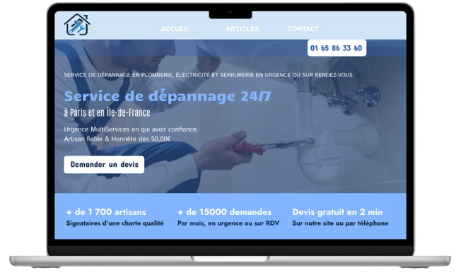 ACCUEIL ARTICLES CONTACT
01 65 86 33 60
SERVICE DE DÉPANNAGE EN PLOMBERIE, ÉLECTRICITÉ ET SERRURERIE EN URGENCE OU SUR RENDEZ-VOUS
Service de dépannage 24/7
à Paris et en Île-de-France
Urgence MultiServices en qui avoir confiance.
Artisan fiable & Honnête dès 50,00€
Demander un devis
+ de 1 700 artisans
Signataires d'une charte qualité
+ de 15000 demandes
Par mois, en urgence ou sur RDV
Devis gratuit en 2 min
Sur notre site ou par téléphone